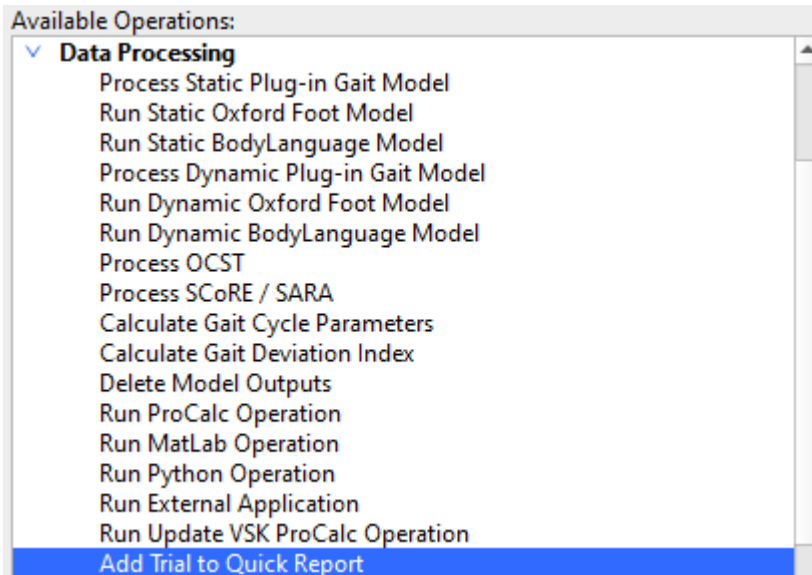 Available Operations:
Data Processing
Process Static Plug-in Gait Model
Run Static Oxford Foot Model
Run Static BodyLanguage Model
Process Dynamic Plug-in Gait Model
Run Dynamic Oxford Foot Model
Run Dynamic BodyLanguage Model
Process OCST
Process SCoRE / SARA
Calculate Gait Cycle Parameters
Calculate Gait Deviation Index
Delete Model Outputs
Run ProCalc Operation
Run MatLab Operation
Run Python Operation
Run External Application
Run Update VSK ProCalc Operation
Add Trial to Quick Report